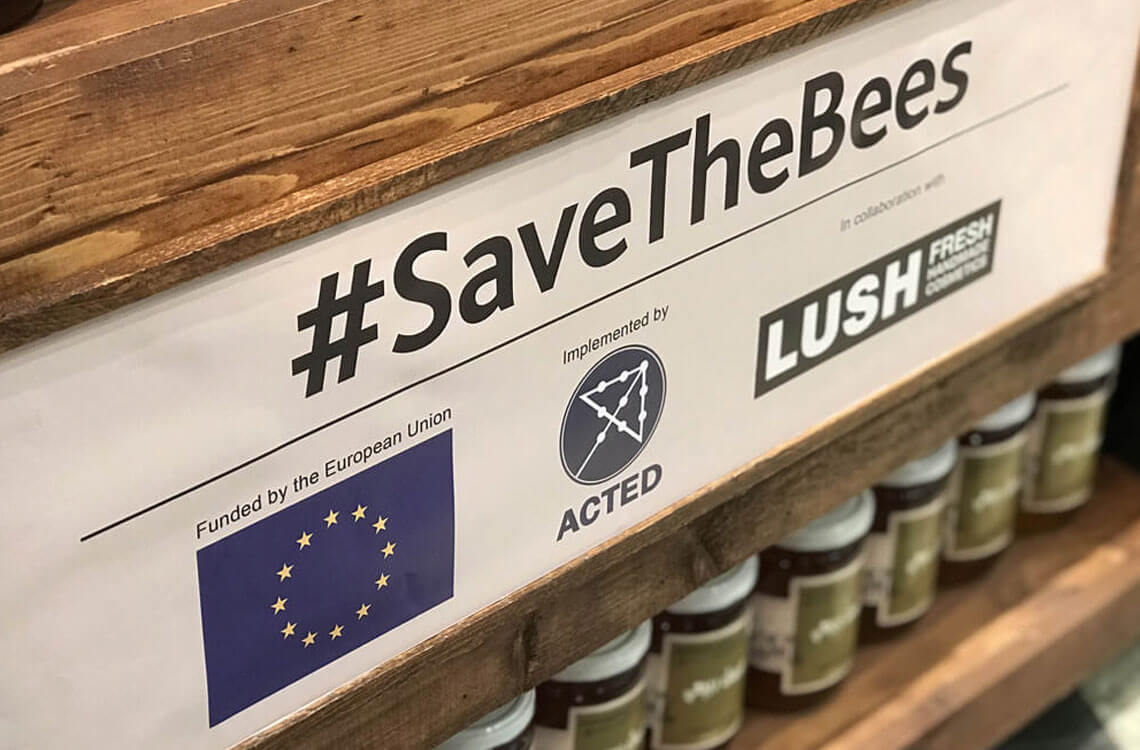 #SaveTheBees
Funded by the European Union
Implemented by
ACTED
In collaboration with
LUSH
FRESH
HANDMADE
COSMETICS